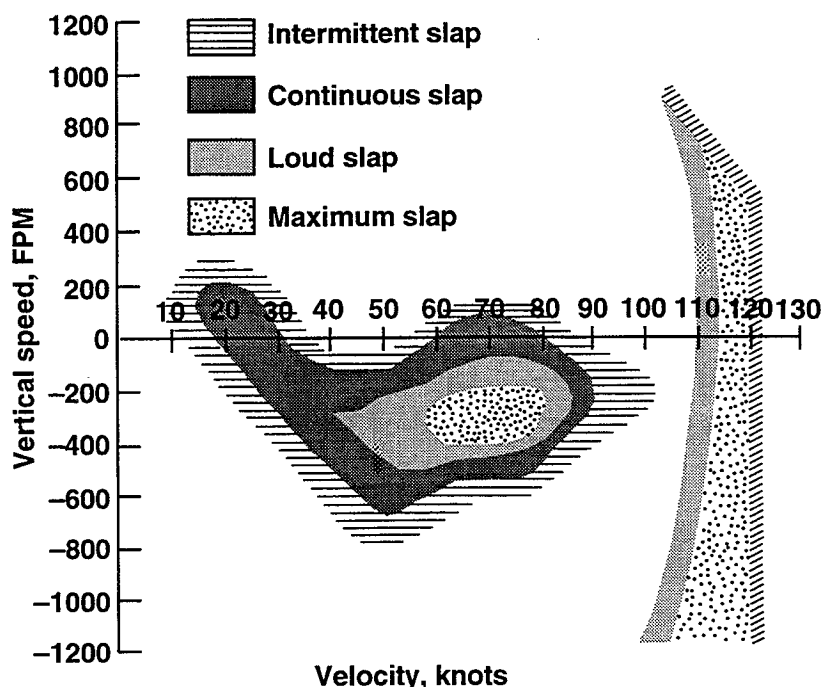 1200
Intermittent slap
1000
Continuous slap
800
Loud slap
600
Maximum slap
400
200
10 20 30 40 50 60 70 80 90 100 110 120 130
0
−200
−400
−600
−800
−1000
−1200
Vertical speed, FPM
Velocity, knots